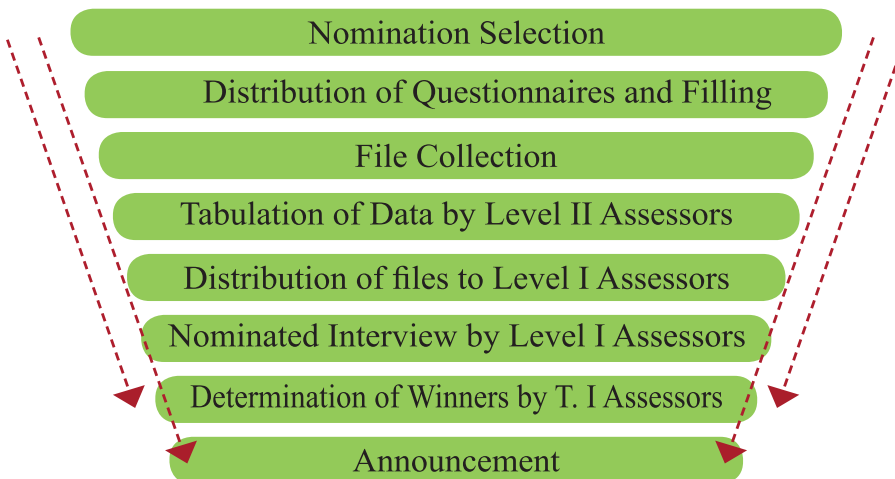 Nomination Selection
Distribution of Questionnaires and Filling
File Collection
Tabulation of Data by Level II Assessors
Distribution of files to Level I Assessors
Nominated Interview by Level I Assessors
Determination of Winners by T. I Assessors
Announcement